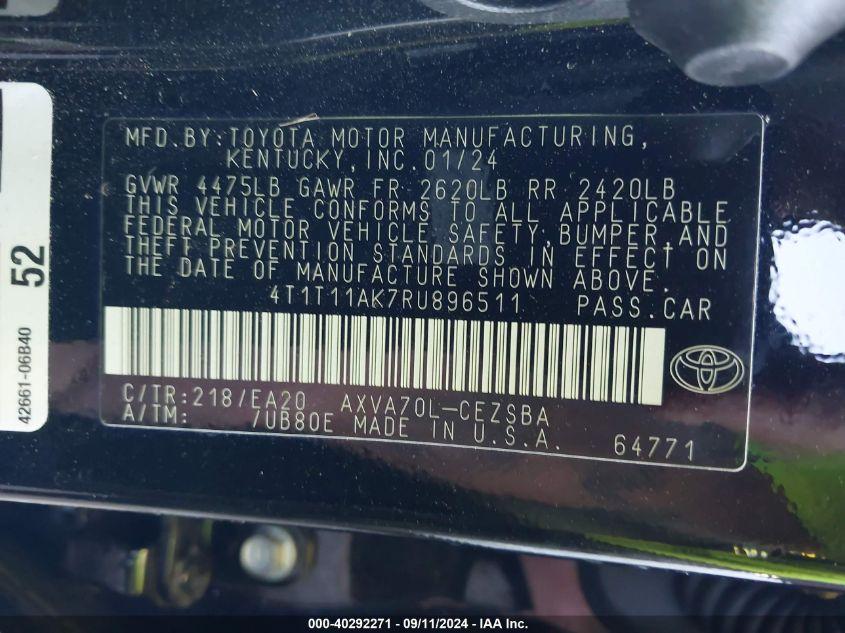 MFD.BY:TOYOTA MOTOR MANUFACTURING,
KENTUCKY,INC.01/24
GVWR 4475LB GAWR FR 2620LB RR 2420LB
THIS VEHICLE CONFORMS TO ALL APPLICABLE
FEDERAL MOTOR VEHICLE SAFETY,BUMPER,AND
THEFT PREVENTION STANDARDS IN EFFECT ON
THE DATE OF MANUFACTURE SHOWN ABOVE.
4T1T11AK7RU896511 PASS.CAR
C/TR:218/EA20 AXVA70L-CEZSBA
A/TM: 7UB80E MADE IN U.S.A.
64771
52
42661-06B40
000-40292271 - 09/11/2024 - IAA Inc.